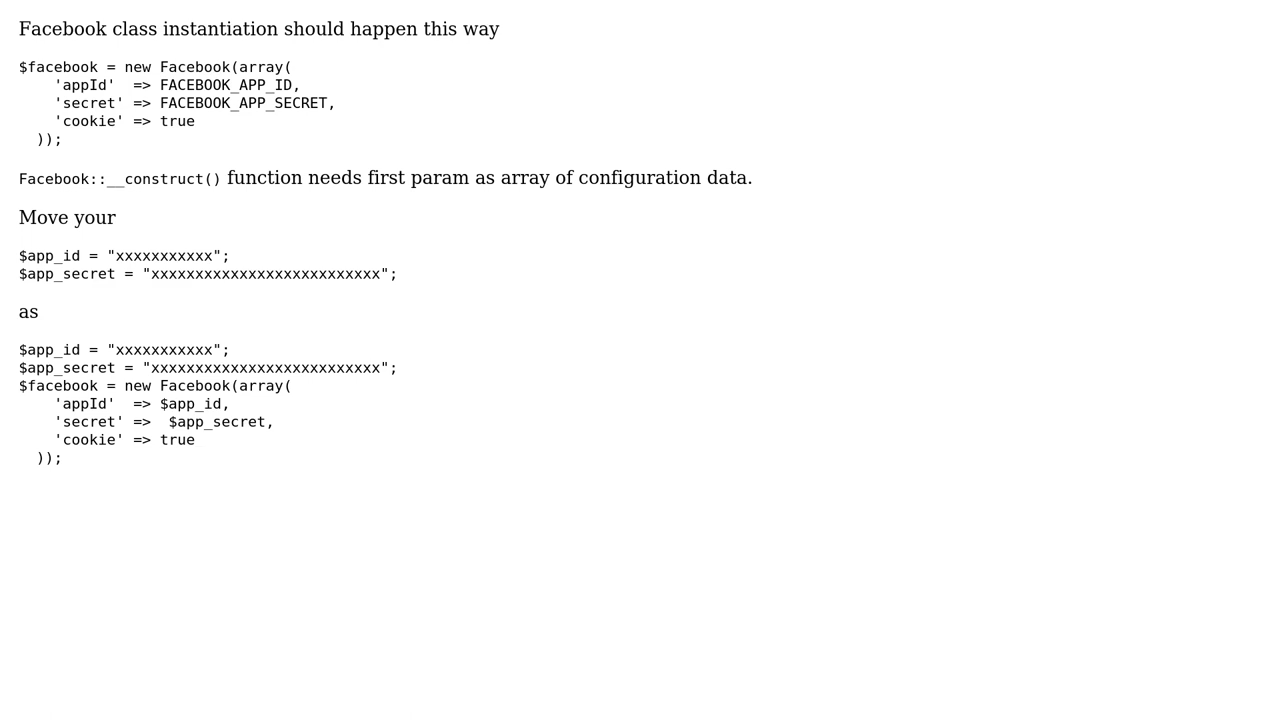 Facebook class instantiation should happen this way
$facebook = new Facebook(array(
    'appId'  => FACEBOOK_APP_ID,
    'secret' => FACEBOOK_APP_SECRET,
    'cookie' => true
  ));
Facebook::__construct() function needs first param as array of configuration data.
Move your
$app_id = "xxxxxxxxxxx";
$app_secret = "xxxxxxxxxxxxxxxxxxxxxxxxxx";
as
$app_id = "xxxxxxxxxxx";
$app_secret = "xxxxxxxxxxxxxxxxxxxxxxxxxx";
$facebook = new Facebook(array(
    'appId'  => $app_id,
    'secret' =>  $app_secret,
    'cookie' => true
  ));